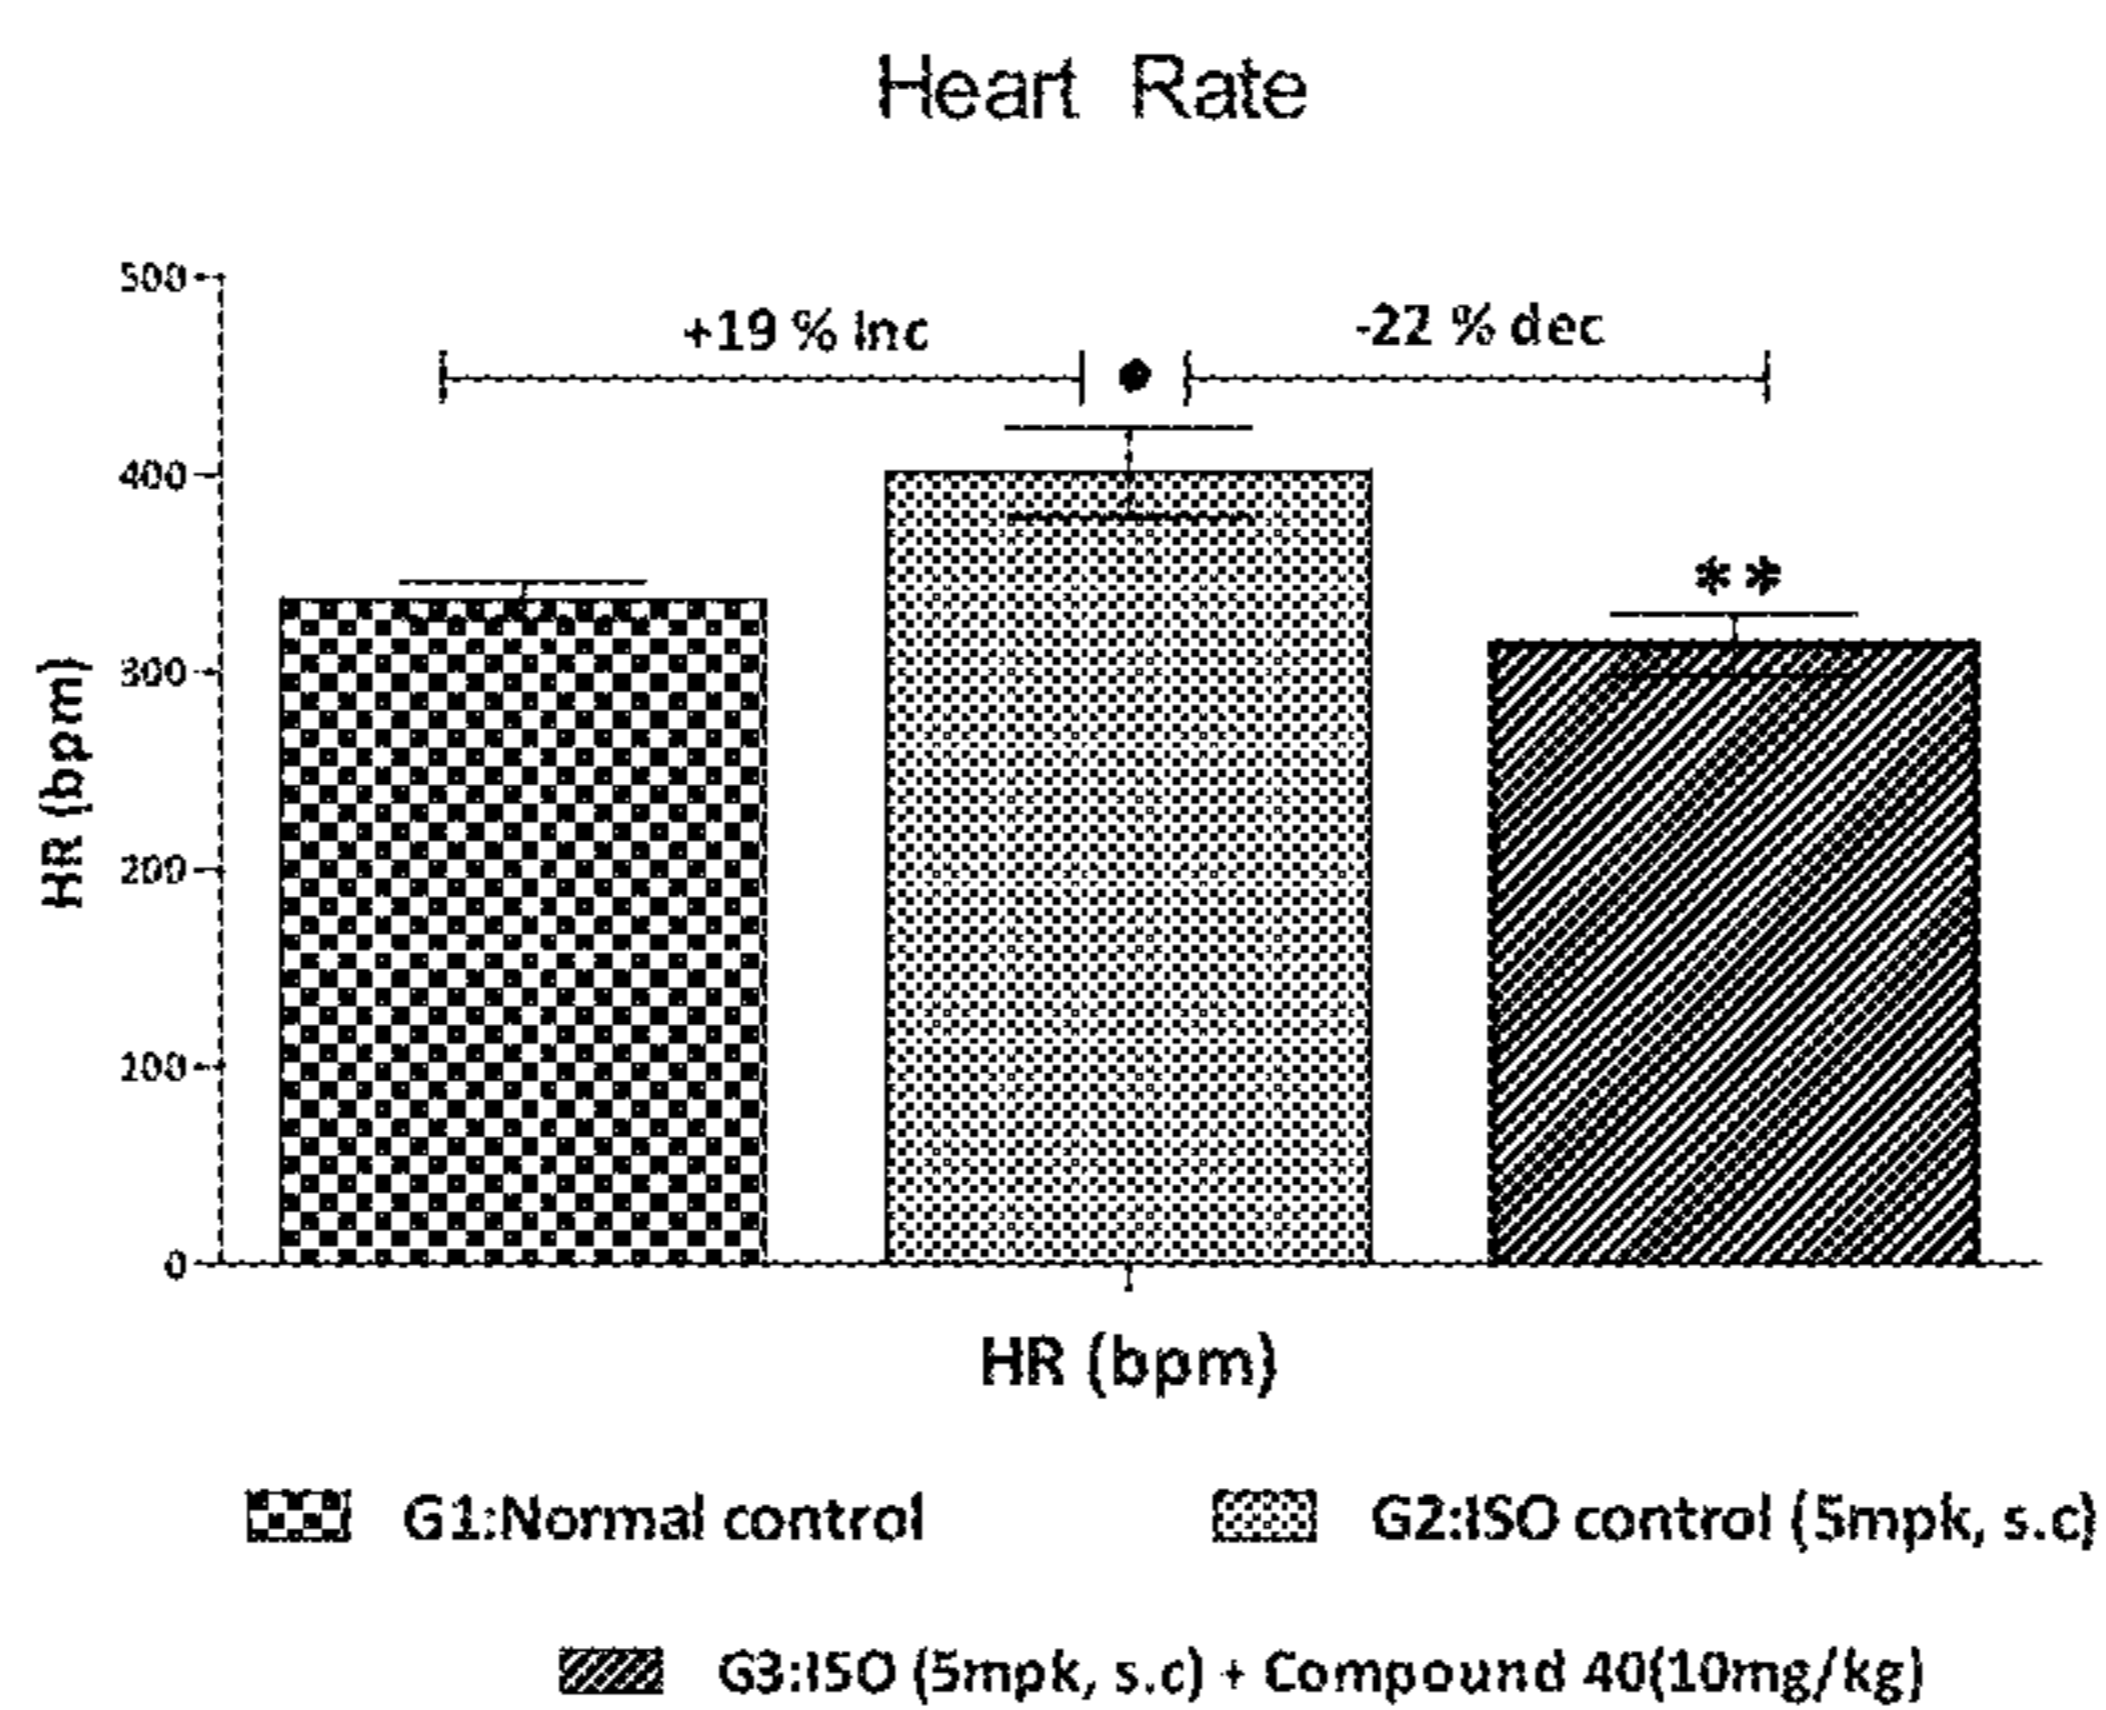 Heart Rate
500
+19 % Inc
-22 % dec
400
**
300
HR (bpm)
200
100
0
HR (bpm)
G1:Normal control
G2:ISO control (5mpk, s.c)
G3:ISO (5mpk, s.c) + Compound 40(10mg/kg)